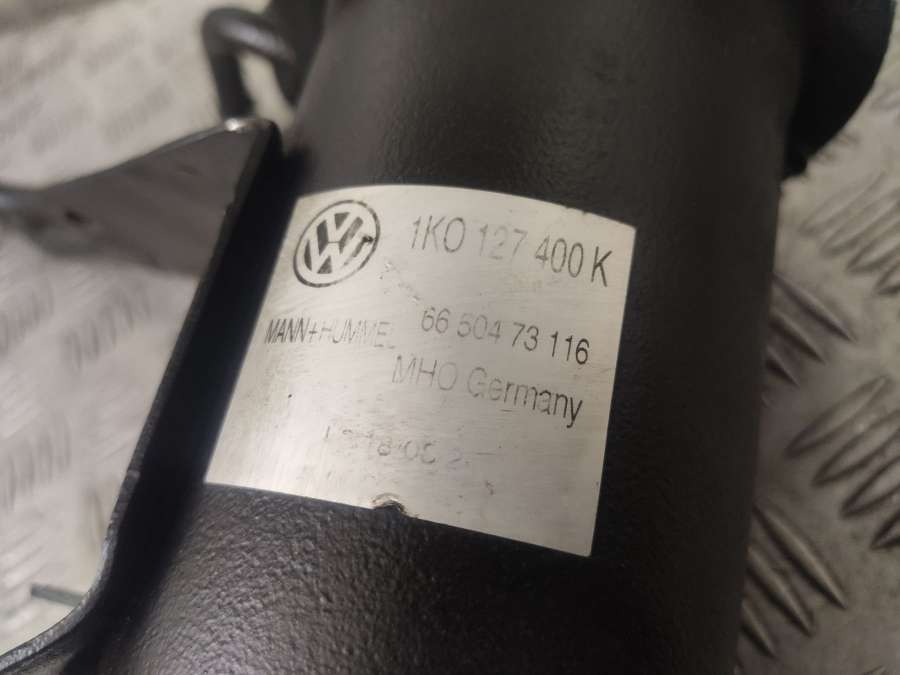 1K0 127 400 K
MANN+HUMMEL 66 504 73 116
MHO Germany